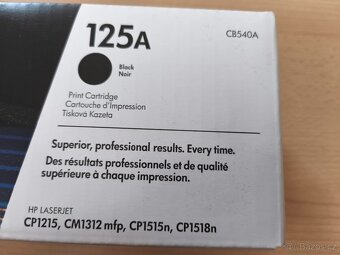 125A
CB540A
Black
Noir
Print Cartridge
Cartouche d'Impression
Tisková Kazeta
Superior, professional results. Every time.
Des résultats professionnels et de qualité
supérieure à chaque impression.
HP LASERJET
CP1215, CM1312 mfp, CP1515n, CP1518n